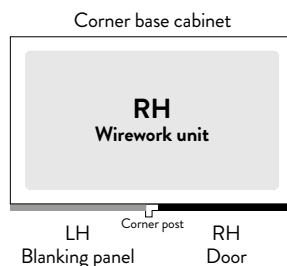 Corner base cabinet
RH
Wirework unit
Corner post
LH
Blanking panel
RH
Door